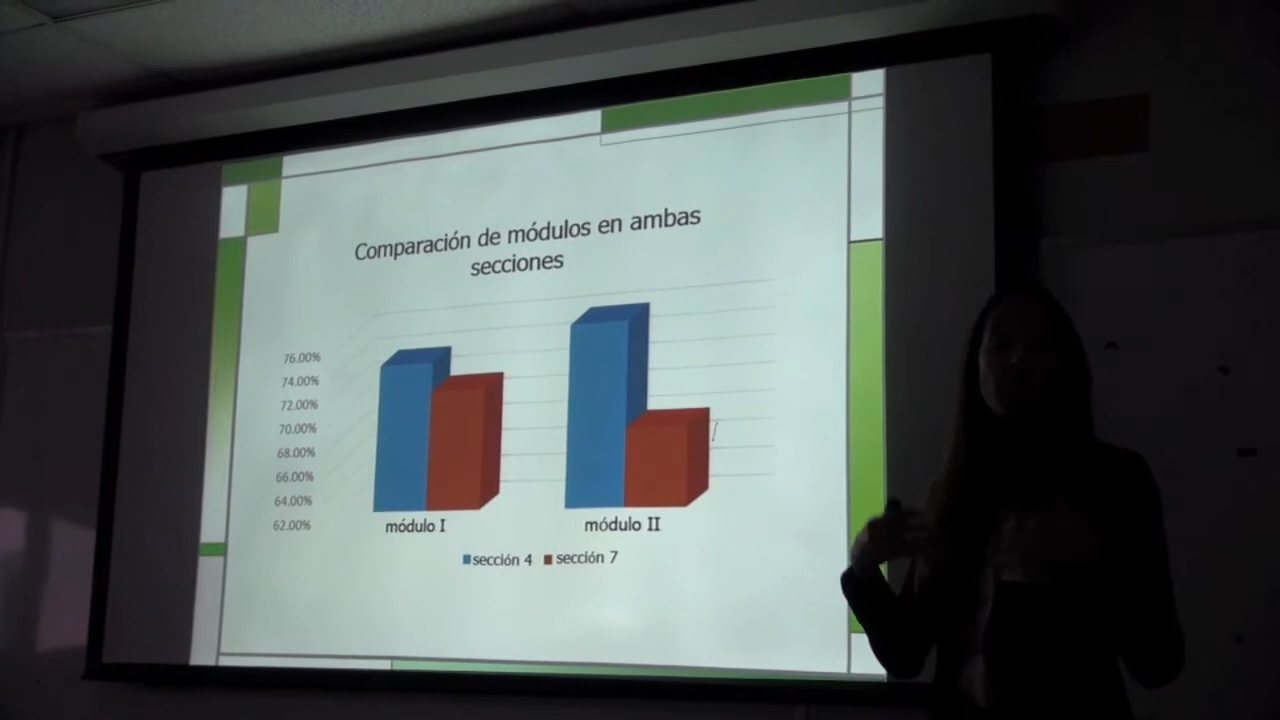 Comparación de módulos en ambas
secciones
76.00%
74.00%
72.00%
70.00%
68.00%
66.00%
64.00%
62.00%
módulo I módulo II
sección 4 sección 7